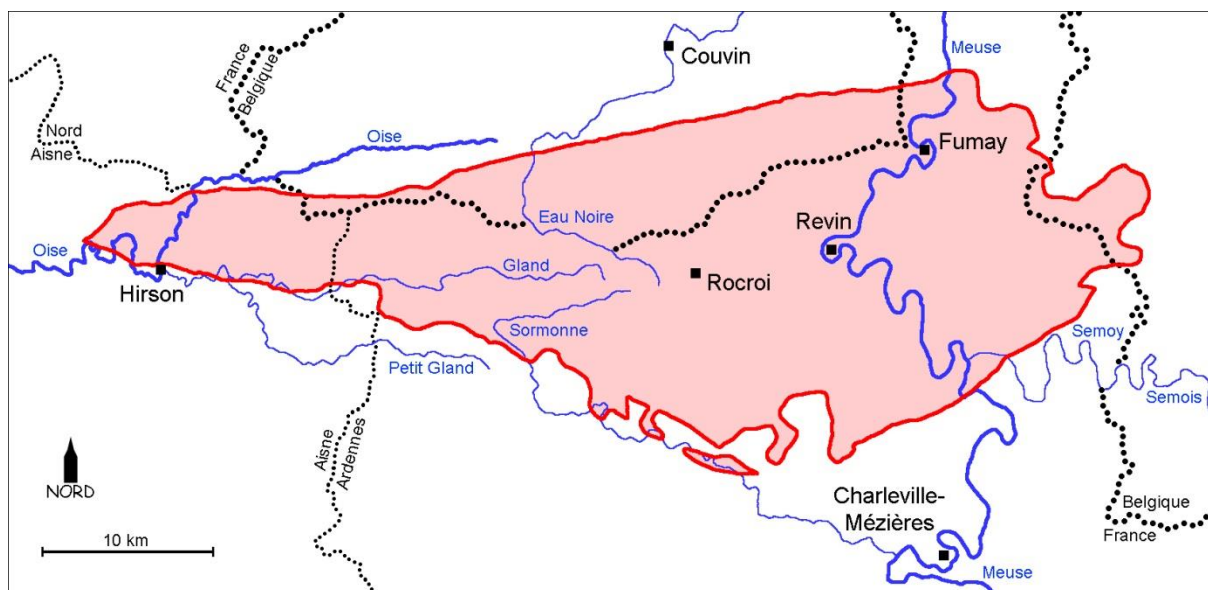 Couvin
Meuse
France
Belgique
Nord
Aisne
Oise
Fumay
Eau Noire
Revin
Oise
Gland
Rocroi
Hirson
Sormonne
Semoy
Petit Gland
Semois
Aisne
Ardennes
NORD
Charleville-
Mézières
Belgique
France
10 km
Meuse